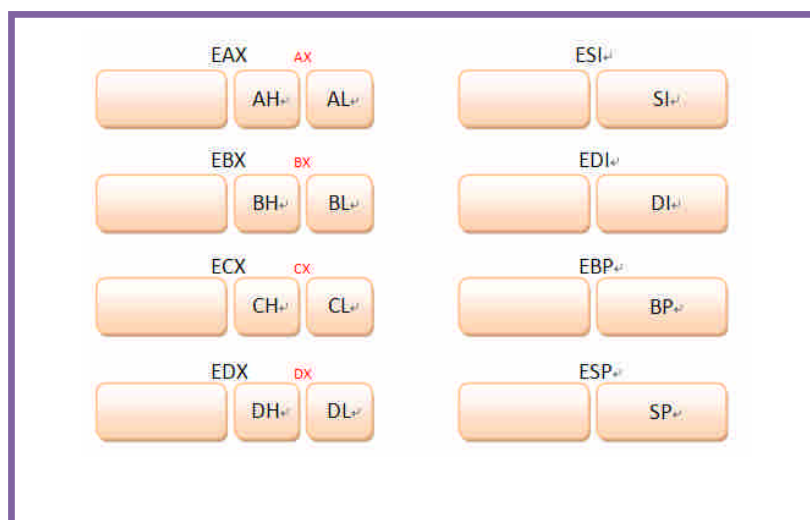 EAX AX ESI
AH AL SI
EBX BX EDI
BH BL DI
ECX CX EBP
CH CL BP
EDX DX ESP
DH DL SP